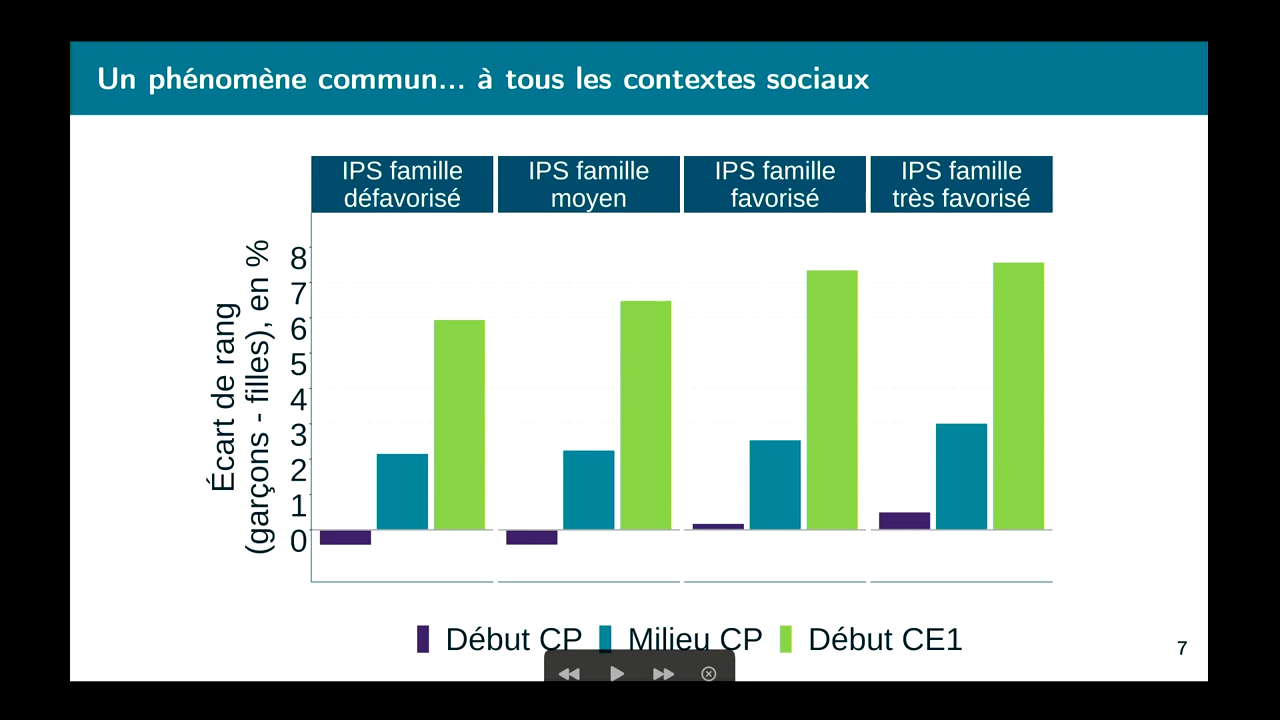 Un phénomène commun... à tous les contextes sociaux
IPS famille
défavorisé
IPS famille
moyen
IPS famille
favorisé
IPS famille
très favorisé
Écart de rang
(garçons - filles), en %
8
7
6
5
4
3
2
1
0
Début CP
Milieu CP
Début CE1
7